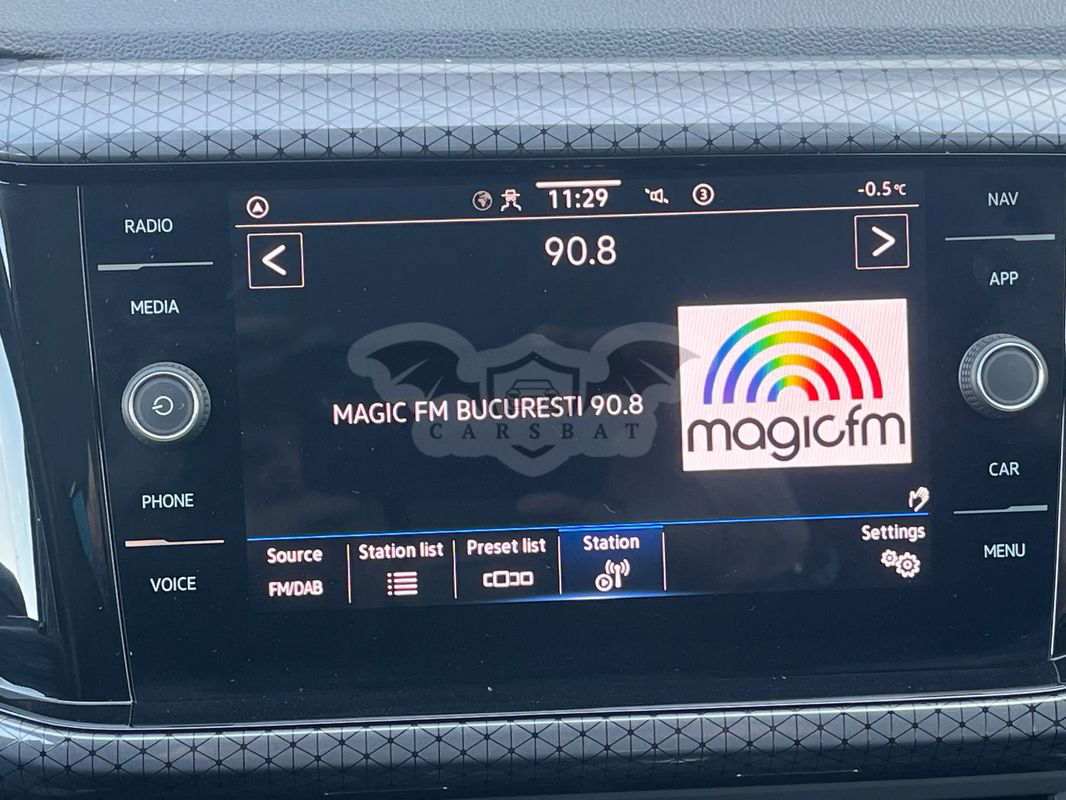 RADIO
MEDIA
PHONE
VOICE
11:29
3
-0.5°C
<
90.8
>
MAGIC FM BUCURESTI 90.8
magicfm
CARSBAT
Source
FM/DAB
Station list
Preset list
Station
Settings
NAV
APP
CAR
MENU